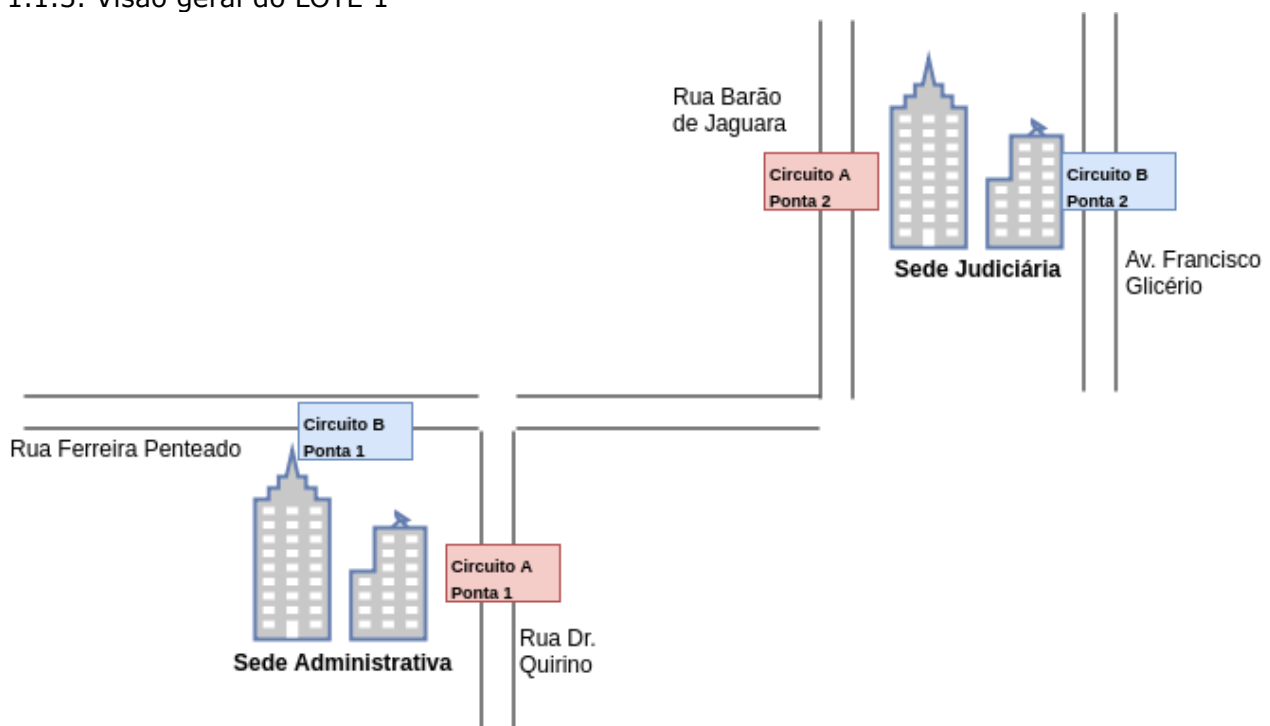 1.1.3. Visão geral do LOTE 1
Rua Barão
de Jaguara
Circuito A
Ponta 2
Circuito B
Ponta 2
Sede Judiciária
Av. Francisco
Glicério
Circuito B
Ponta 1
Rua Ferreira Penteado
Circuito A
Ponta 1
Rua Dr.
Quirino
Sede Administrativa